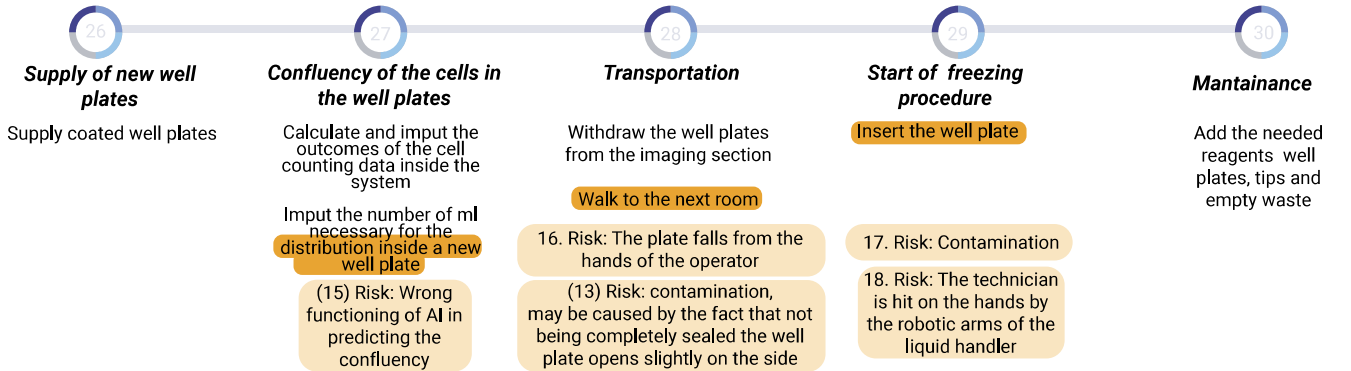 26
27
28
29
30
Supply of new well
plates
Supply coated well plates
Confluency of the cells in
the well plates
Calculate and imput the
outcomes of the cell
counting data inside the
system
Imput the number of ml
necessary for the
distribution inside a new
well plate
(15) Risk: Wrong
functioning of AI in
predicting the
confluency
Transportation
Withdraw the well plates
from the imaging section
Walk to the next room
16. Risk: The plate falls from the
hands of the operator
(13) Risk: contamination,
may be caused by the fact that not
being completely sealed the well
plate opens slightly on the side
Start of freezing
procedure
Insert the well plate
17. Risk: Contamination
18. Risk: The technician
is hit on the hands by
the robotic arms of the
liquid handler
Mantainance
Add the needed
reagents well
plates, tips and
empty waste